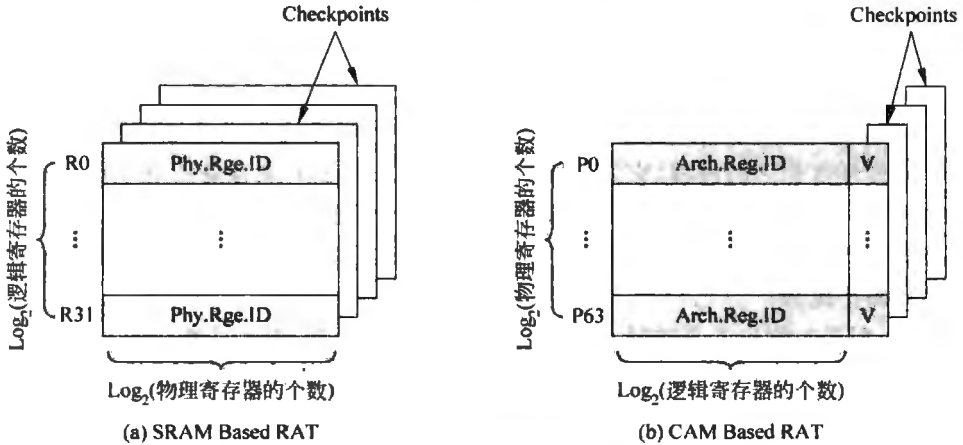 Checkpoints
Log₂(逻辑寄存器的个数)
R0
Phy.Rge.ID
...
...
R31
Phy.Rge.ID
Log₂(物理寄存器的个数)
(a) SRAM Based RAT
Checkpoints
Log₂(物理寄存器的个数)
P0
Arch.Reg.ID
V
...
...
...
P63
Arch.Reg.ID
V
Log₂(逻辑寄存器的个数)
(b) CAM Based RAT